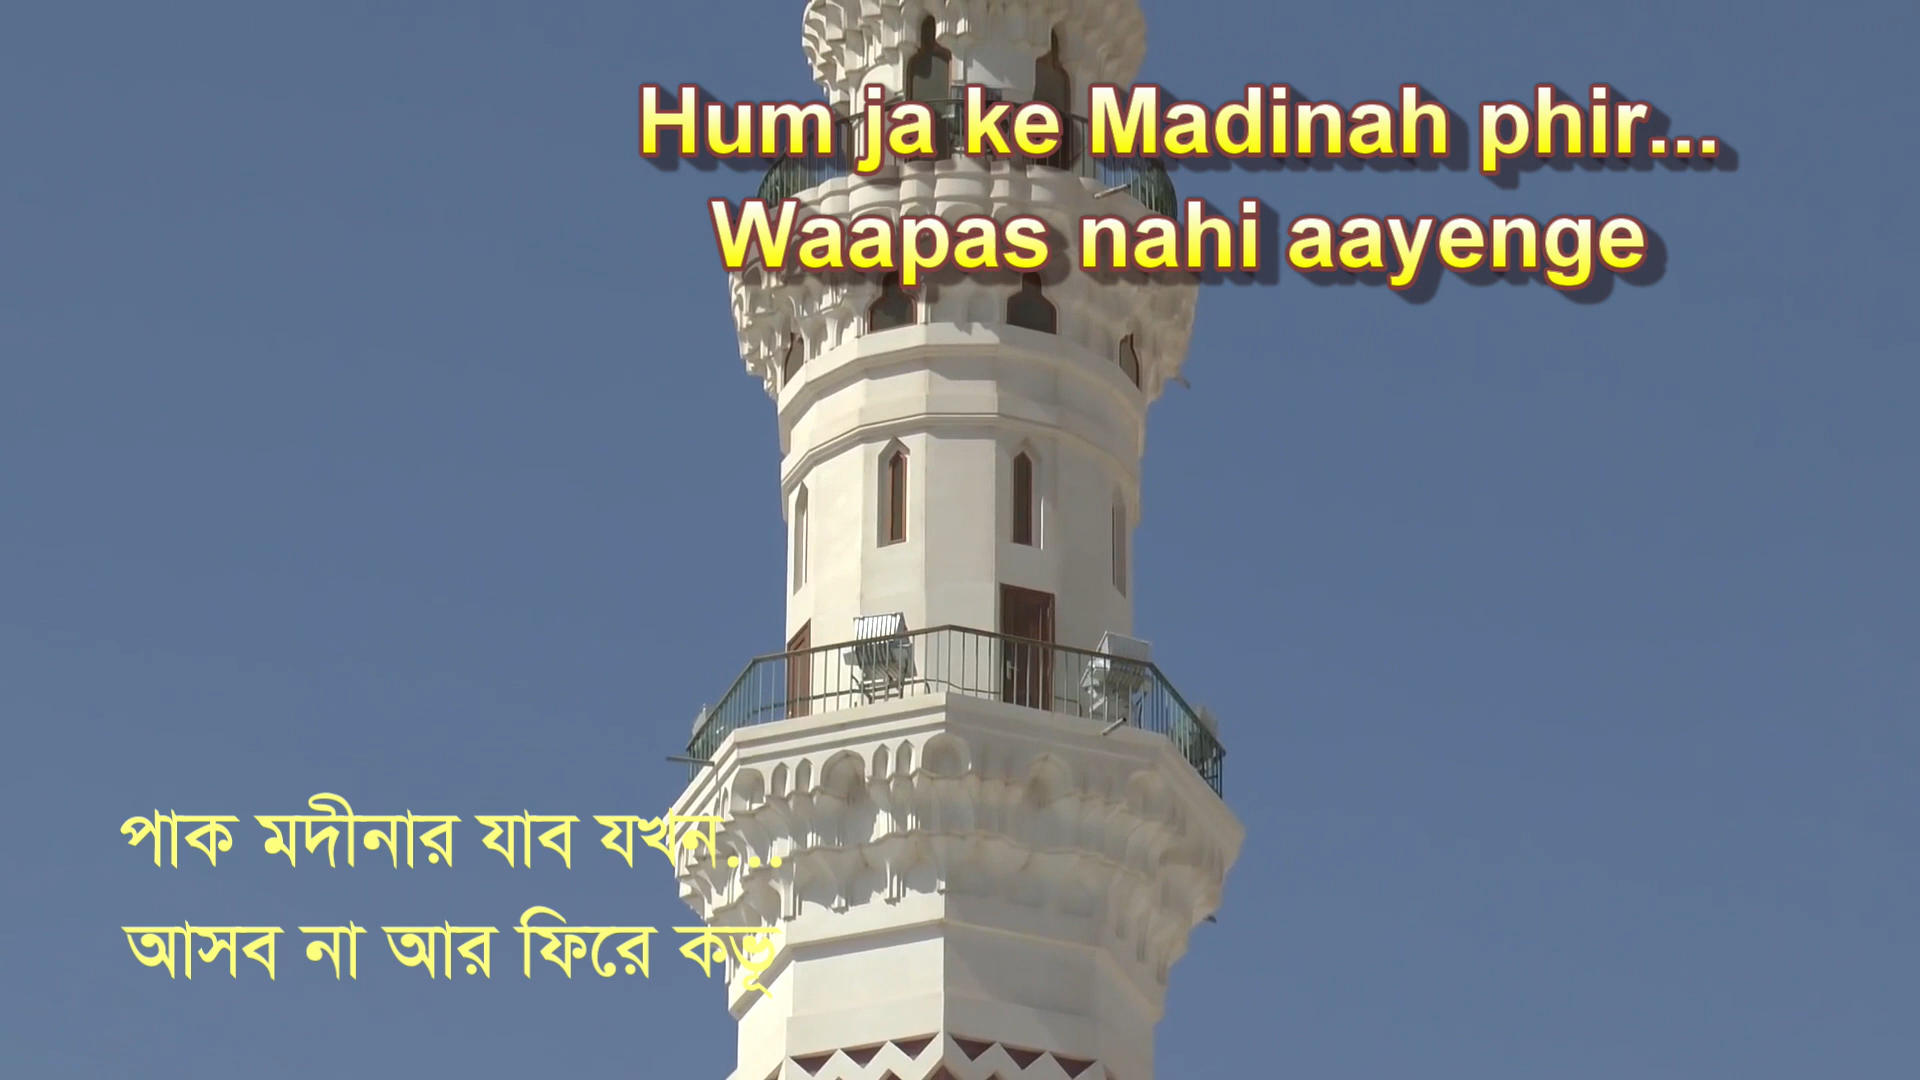 Hum ja ke Madinah phir...
Waapas nahi aayenge
পাক মদীনার যাব যখন...
আসব না আর ফিরে কভূ